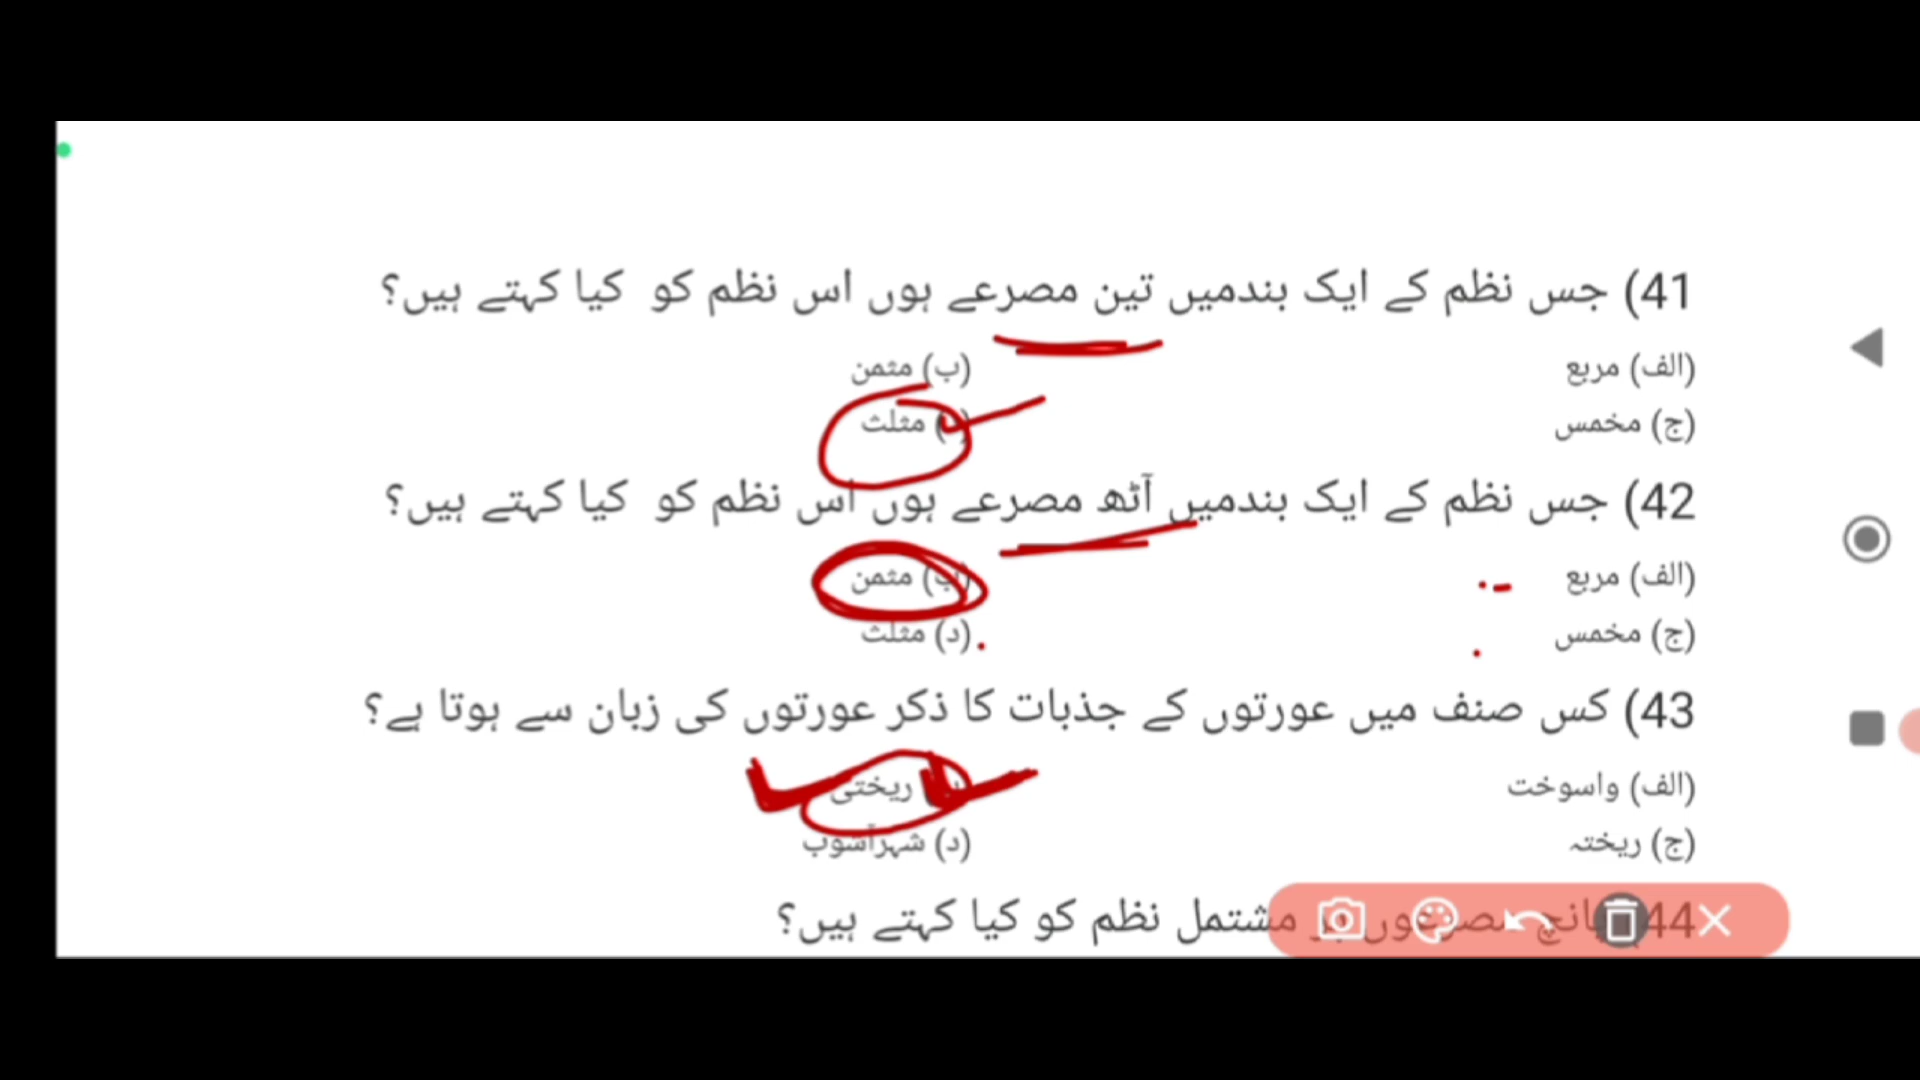 41) جس نظم کے ایک بندمیں تین مصرعے ہوں اس نظم کو کیا کہتے ہیں؟
(الف) مربع (ب) مثمن
(ج) مخمس مثلث
42) جس نظم کے ایک بندمیں آٹھ مصرعے ہوں اس نظم کو کیا کہتے ہیں؟
(الف) مربع (ب) مثمن
(ج) مخمس (د) مثلث
43) کس صنف میں عورتوں کے جذبات کا ذکر عورتوں کی زبان سے ہوتا ہے؟
(الف) واسوخت ریختی
(ج) ریختہ (د) شہرآشوب
44) پانچ مصرعوں پر مشتمل نظم کو کیا کہتے ہیں؟